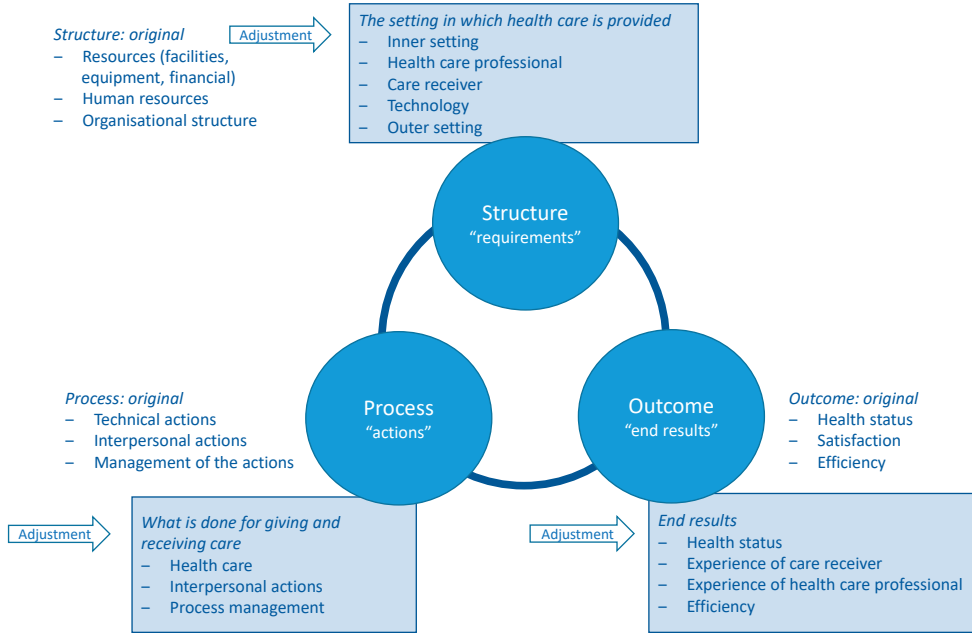 Structure: original
– Resources (facilities,
equipment, financial)
– Human resources
– Organisational structure
Adjustment
The setting in which health care is provided
– Inner setting
– Health care professional
– Care receiver
– Technology
– Outer setting
Structure
“requirements”
Process
“actions”
Outcome
“end results”
Process: original
– Technical actions
– Interpersonal actions
– Management of the actions
Outcome: original
– Health status
– Satisfaction
– Efficiency
Adjustment
What is done for giving and
receiving care
– Health care
– Interpersonal actions
– Process management
Adjustment
End results
– Health status
– Experience of care receiver
– Experience of health care professional
– Efficiency